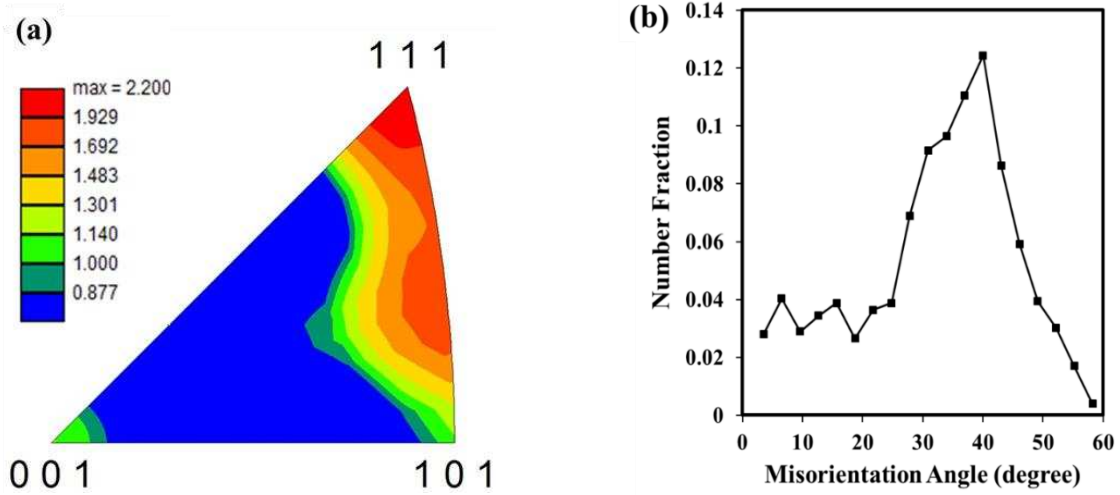 (a)
1 1 1
max = 2.200
1.929
1.692
1.483
1.301
1.140
1.000
0.877
0 0 1
1 0 1
(b)
0.14
0.12
0.1
0.08
0.06
0.04
0.02
0
Number Fraction
0 10 20 30 40 50 60
Misorientation Angle (degree)